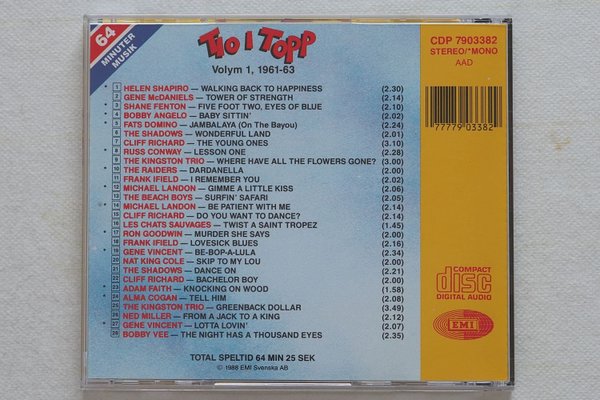 64
MINUTER
MUSIK
TIO I TOPP
Volym 1, 1961-63
CDP 7903382
STEREO/*MONO
AAD
1 HELEN SHAPIRO — WALKING BACK TO HAPPINESS (2.30)
* 2 GENE McDANIELS — TOWER OF STRENGTH (2.14)
3 SHANE FENTON — FIVE FOOT TWO, EYES OF BLUE (2.10)
* 4 BOBBY ANGELO — BABY SITTIN' (2.02)
* 5 FATS DOMINO — JAMBALAYA (On The Bayou) (2.24)
6 THE SHADOWS — WONDERFUL LAND (2.01)
7 CLIFF RICHARD — THE YOUNG ONES (3.10)
* 8 RUSS CONWAY — LESSON ONE (2.28)
9 THE KINGSTON TRIO — WHERE HAVE ALL THE FLOWERS GONE? (3.00)
* 10 THE RAIDERS — DARDANELLA (2.00)
11 FRANK IFIELD — I REMEMBER YOU (2.02)
* 12 MICHAEL LANDON — GIMME A LITTLE KISS (2.06)
13 THE BEACH BOYS — SURFIN' SAFARI (2.05)
* 14 MICHAEL LANDON — BE PATIENT WITH ME (2.14)
15 CLIFF RICHARD — DO YOU WANT TO DANCE? (2.14)
16 LES CHATS SAUVAGES — TWIST A SAINT TROPEZ (1.45)
* 17 RON GOODWIN — MURDER SHE SAYS (2.00)
18 FRANK IFIELD — LOVESICK BLUES (2.16)
* 19 GENE VINCENT — BE-BOP-A-LULA (2.34)
20 NAT KING COLE — SKIP TO MY LOU (2.00)
21 THE SHADOWS — DANCE ON (2.21)
22 CLIFF RICHARD — BACHELOR BOY (2.00)
* 23 ADAM FAITH — KNOCKING ON WOOD (1.58)
* 24 ALMA COGAN — TELL HIM (2.08)
25 THE KINGSTON TRIO — GREENBACK DOLLAR (3.49)
26 NED MILLER — FROM A JACK TO A KING (2.12)
* 27 GENE VINCENT — LOTTA LOVIN' (2.07)
28 BOBBY VEE — THE NIGHT HAS A THOUSAND EYES (2.35)
TOTAL SPELTID 64 MIN 25 SEK
© 1988 EMI Svenska AB
77779 03382
COMPACT
disc
DIGITAL AUDIO
EMI